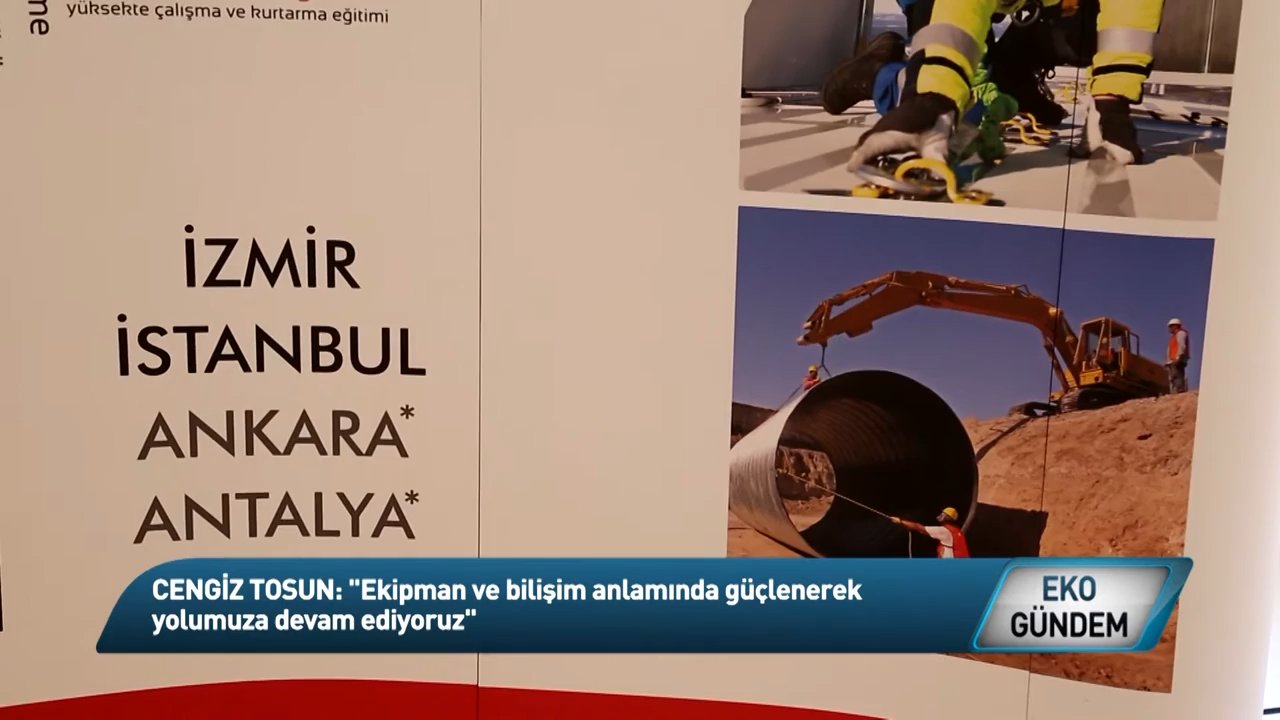 me
yüksekte çalışma ve kurtarma eğitimi
İZMİR
İSTANBUL
ANKARA*
ANTALYA*
CENGİZ TOSUN: "Ekipman ve bilişim anlamında güçlenerek
yolumuza devam ediyoruz"
EKO
GÜNDEM